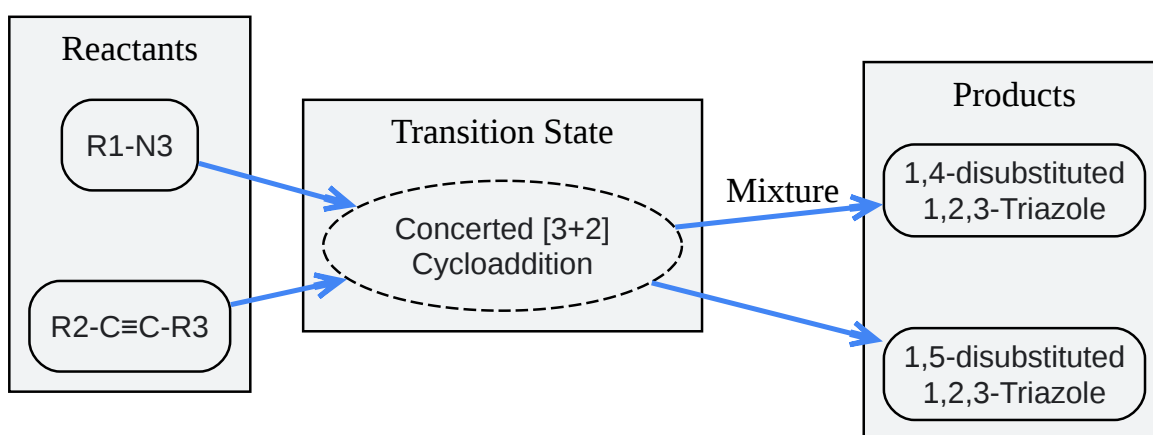 Reactants
R1-N3
R2-C≡C-R3
Transition State
Concerted [3+2]
Cycloaddition
Mixture
Products
1,4-disubstituted
1,2,3-Triazole
1,5-disubstituted
1,2,3-Triazole